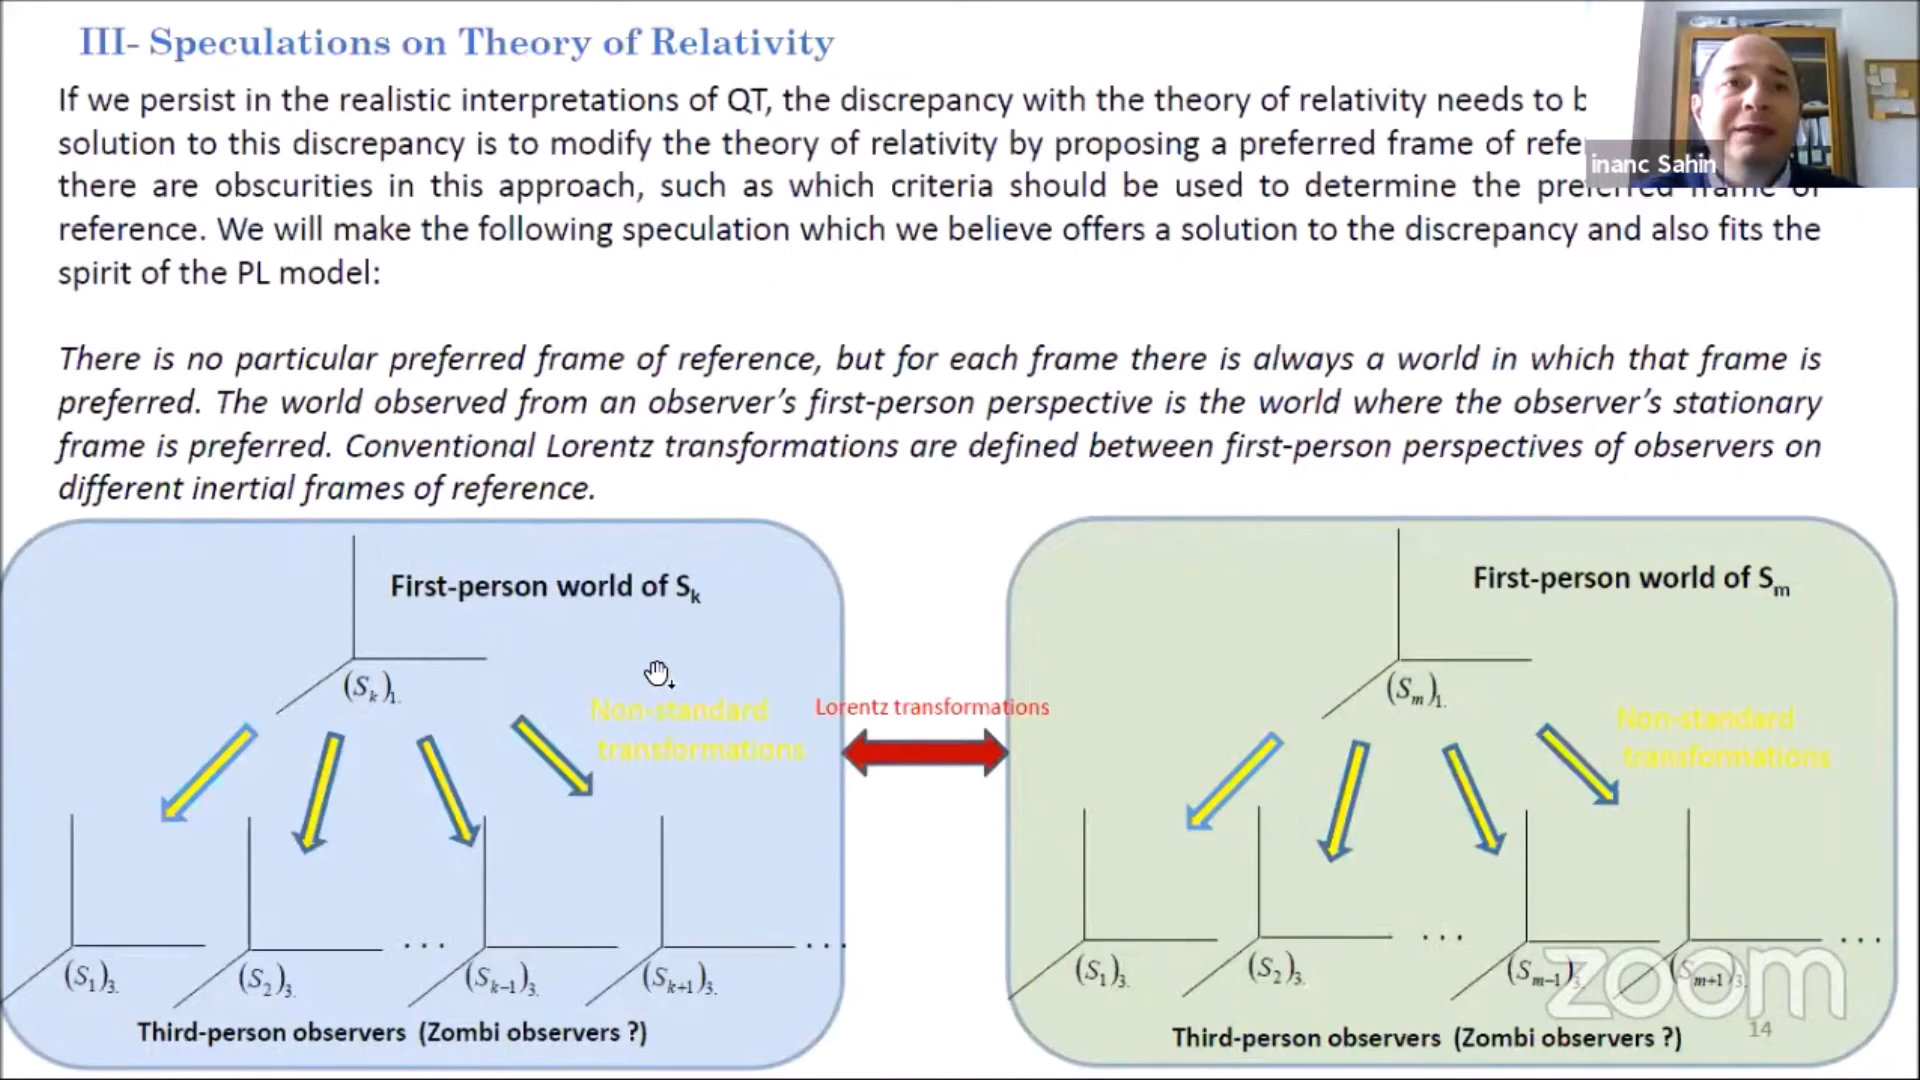 III- Speculations on Theory of Relativity
If we persist in the realistic interpretations of QT, the discrepancy with the theory of relativity needs to
solution to this discrepancy is to modify the theory of relativity by proposing a preferred frame of
inanc Sahin
there are obscurities in this approach, such as which criteria should be used to determine the preferred frame of
reference. We will make the following speculation which we believe offers a solution to the discrepancy and also fits the
spirit of the PL model:
There is no particular preferred frame of reference, but for each frame there is always a world in which that frame is
preferred. The world observed from an observer’s first-person perspective is the world where the observer’s stationary
frame is preferred. Conventional Lorentz transformations are defined between first-person perspectives of observers on
different inertial frames of reference.
First-person world of Sk
(Sk)1.
Non-standard
transformations
(S1)3.
(S2)3.
...
(Sk–1)3.
(Sk+1)3.
...
Third-person observers (Zombi observers ?)
Lorentz transformations
First-person world of Sm
(Sm)1.
Non-standard
transformations
(S1)3.
(S2)3.
...
(Sm–1)3.
(Sm+1)3.
...
Third-person observers (Zombi observers ?)
zoom
14